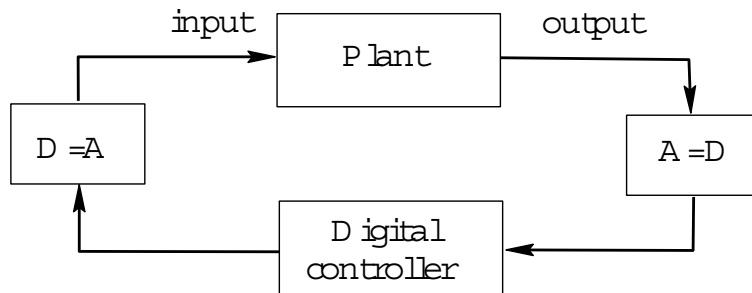 input
Plant
output
D=A
A=D
Digital
controller